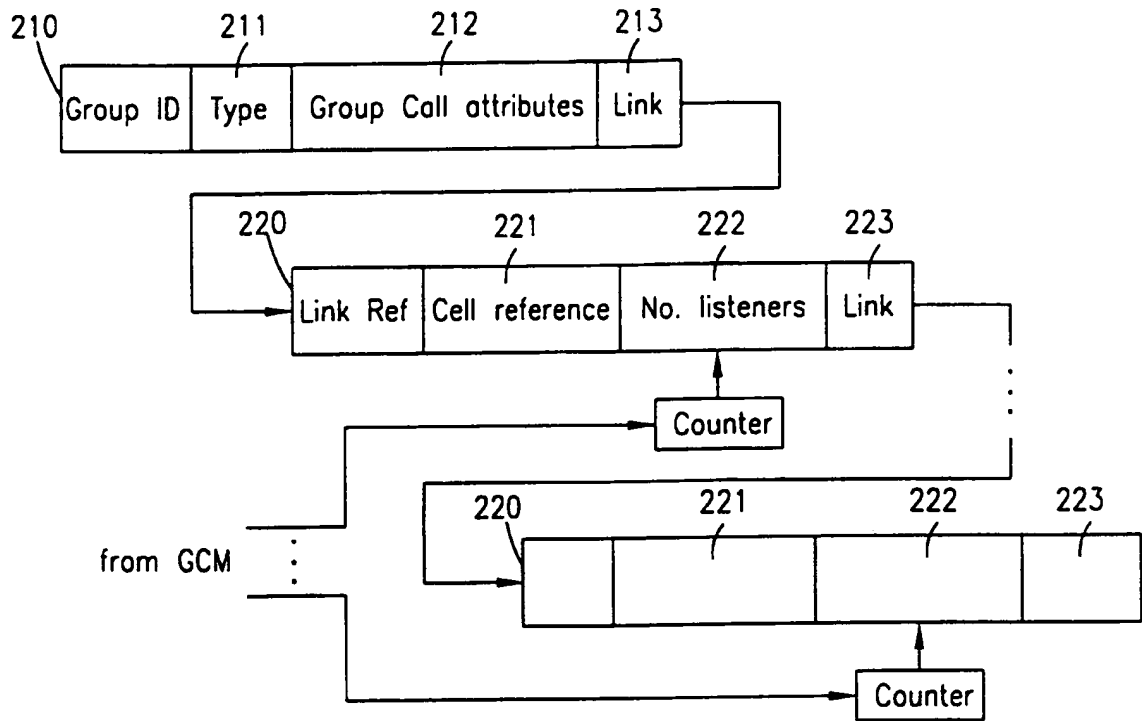 210 211 212 213
Group ID Type Group Call attributes Link
220 221 222 223
Link Ref Cell reference No. listeners Link
Counter
220 221 222 223
from GCM
Counter